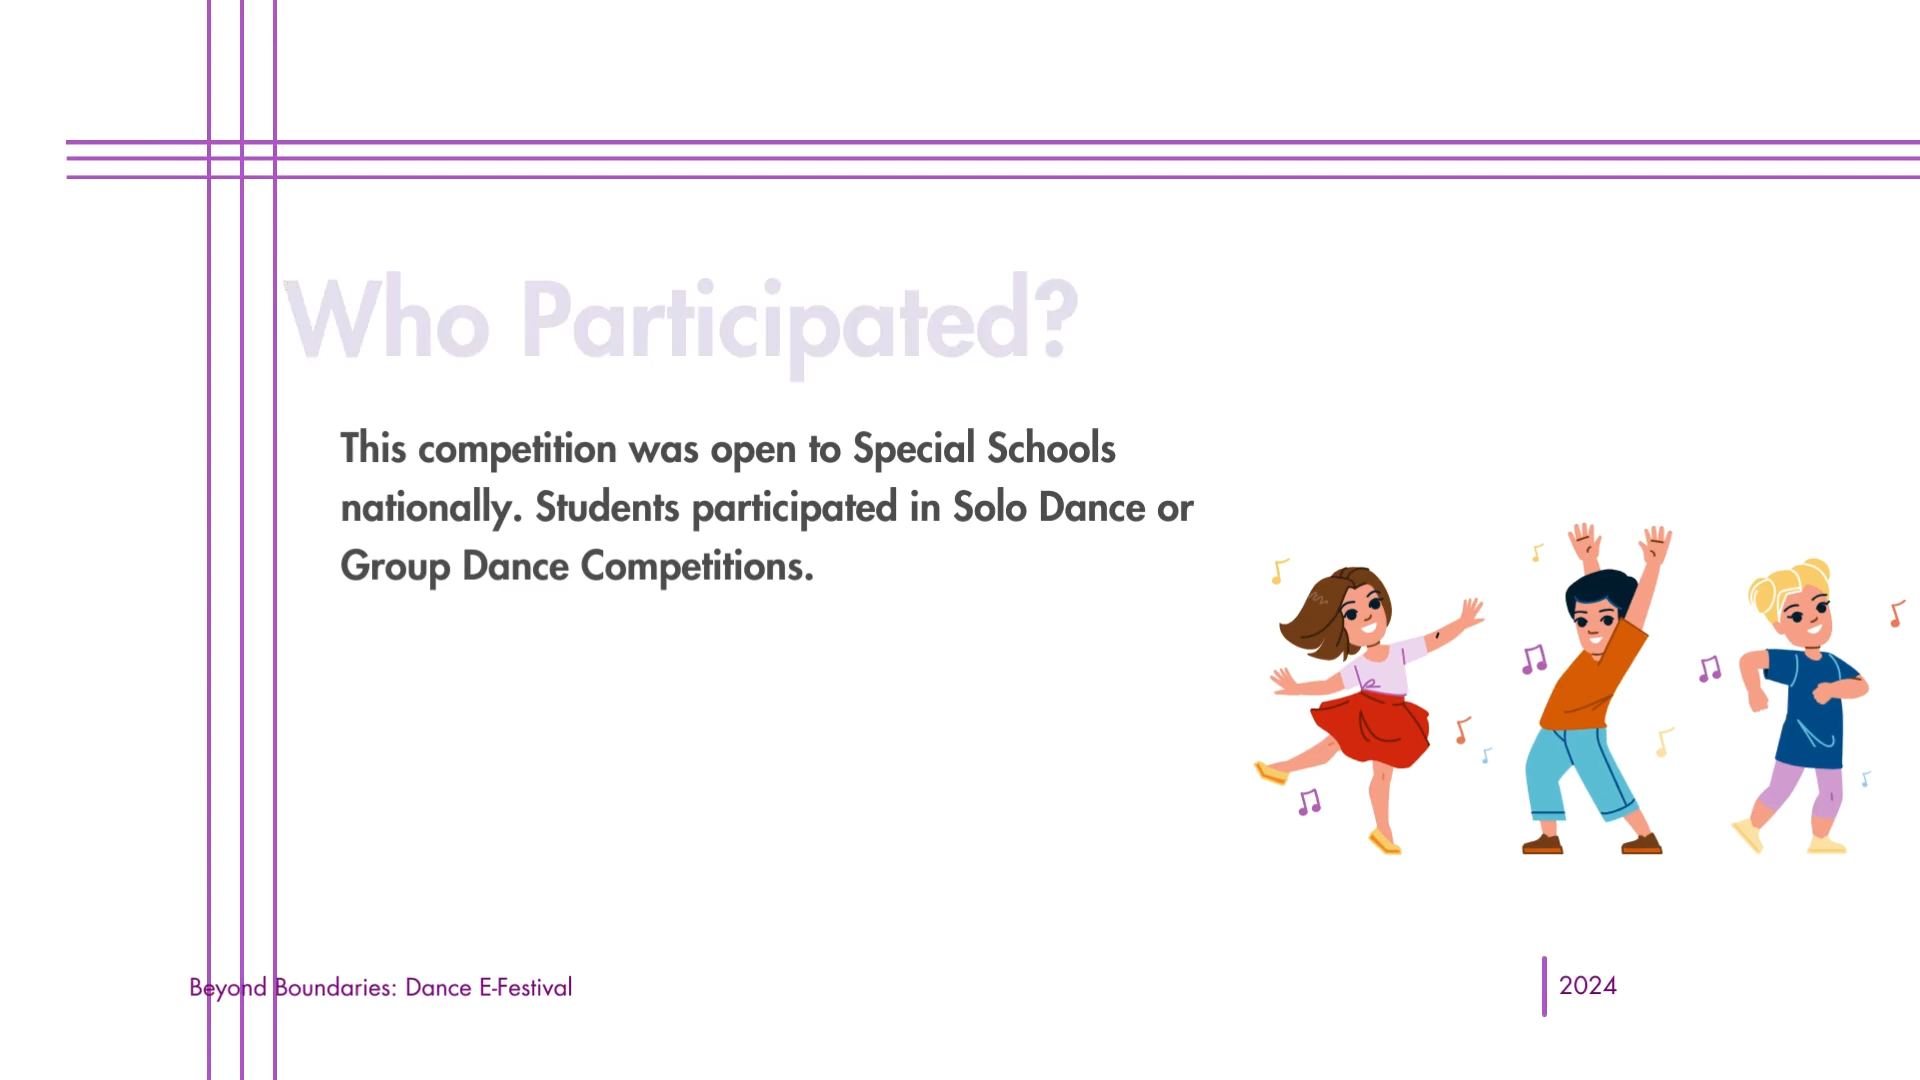 Who Participated?
This competition was open to Special Schools
nationally. Students participated in Solo Dance or
Group Dance Competitions.
Beyond Boundaries: Dance E-Festival
2024